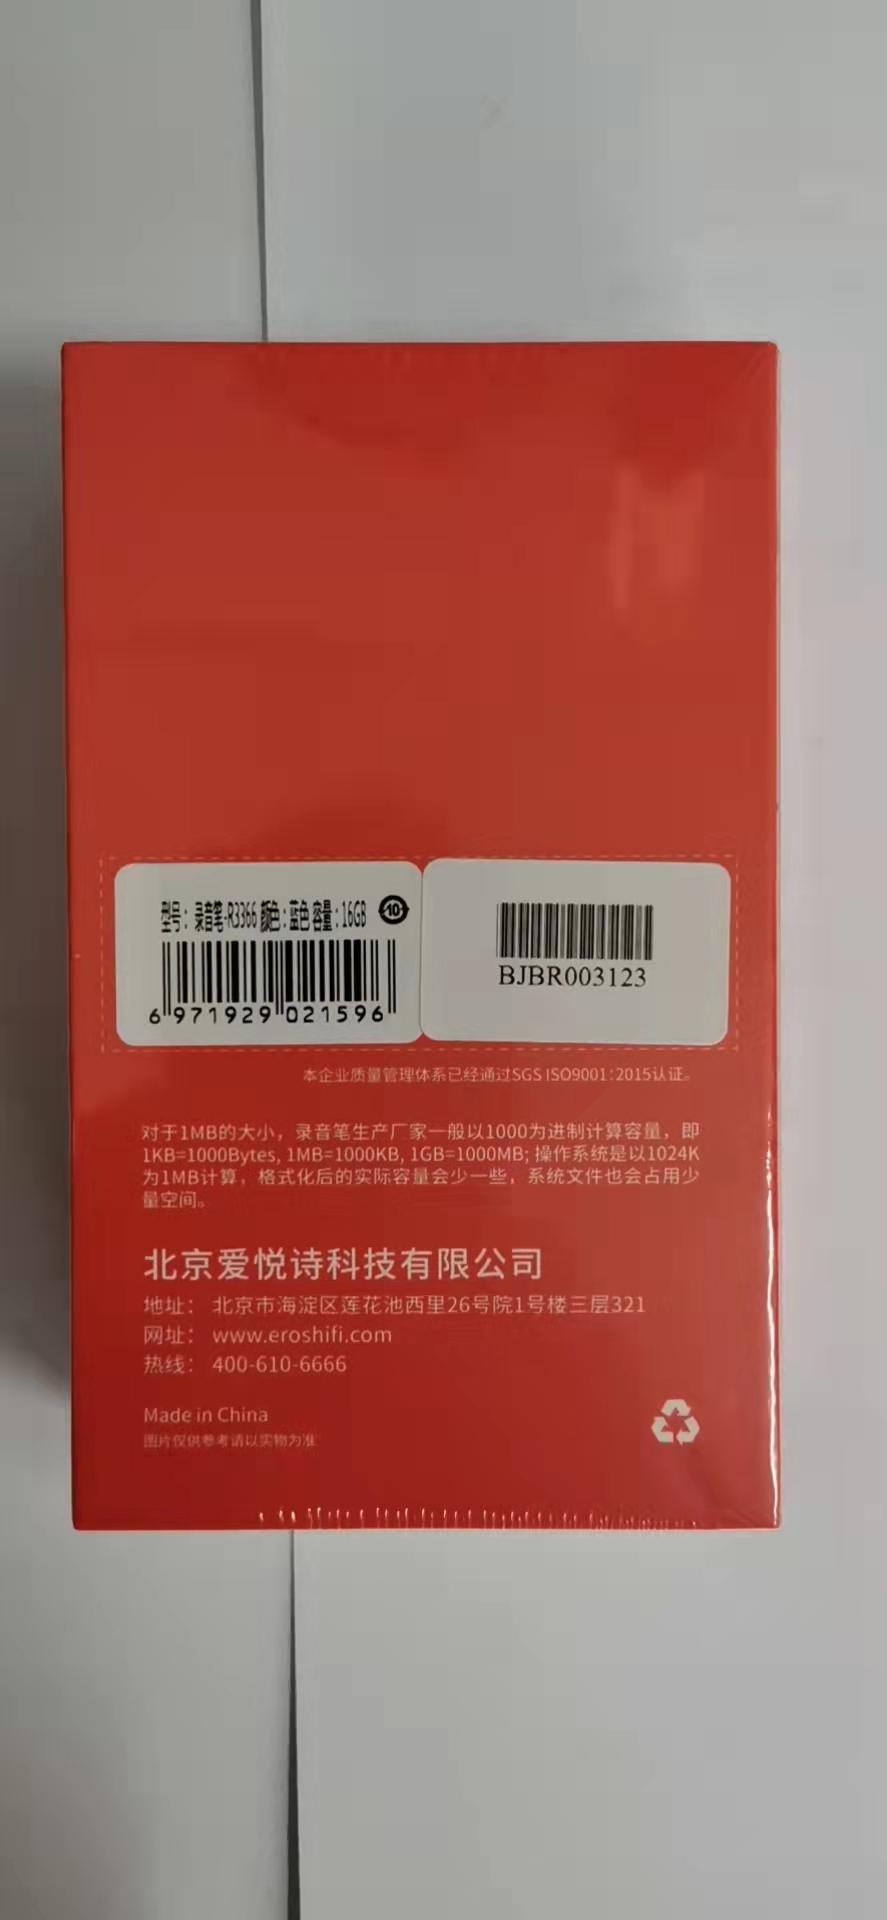 型号：录音笔-R3366 颜色：蓝色 容量：16GB
10
6 971929 021596
BJBR003123
本企业质量管理体系已经通过SGS ISO9001:2015认证。
对于1MB的大小，录音笔生产厂家一般以1000为进制计算容量，即
1KB=1000Bytes, 1MB=1000KB, 1GB=1000MB; 操作系统是以1024K
为1MB计算，格式化后的实际容量会少一些，系统文件也会占用少
量空间。
北京爱悦诗科技有限公司
地址： 北京市海淀区莲花池西里26号院1号楼三层321
网址： www.eroshifi.com
热线： 400-610-6666
Made in China
图片仅供参考请以实物为准